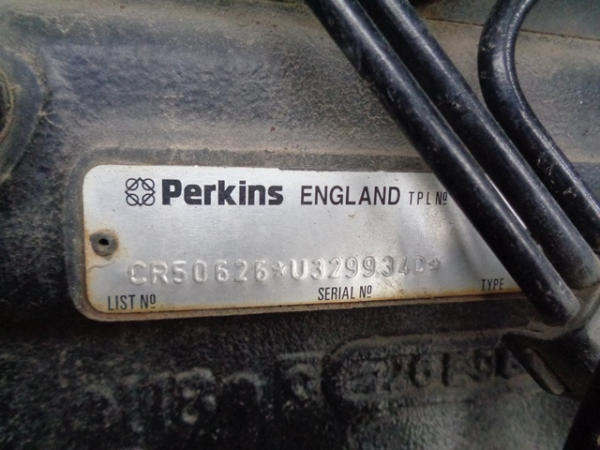 Perkins ENGLAND TPL Nº
CR50626*U329934D*
LIST Nº SERIAL Nº TYPE